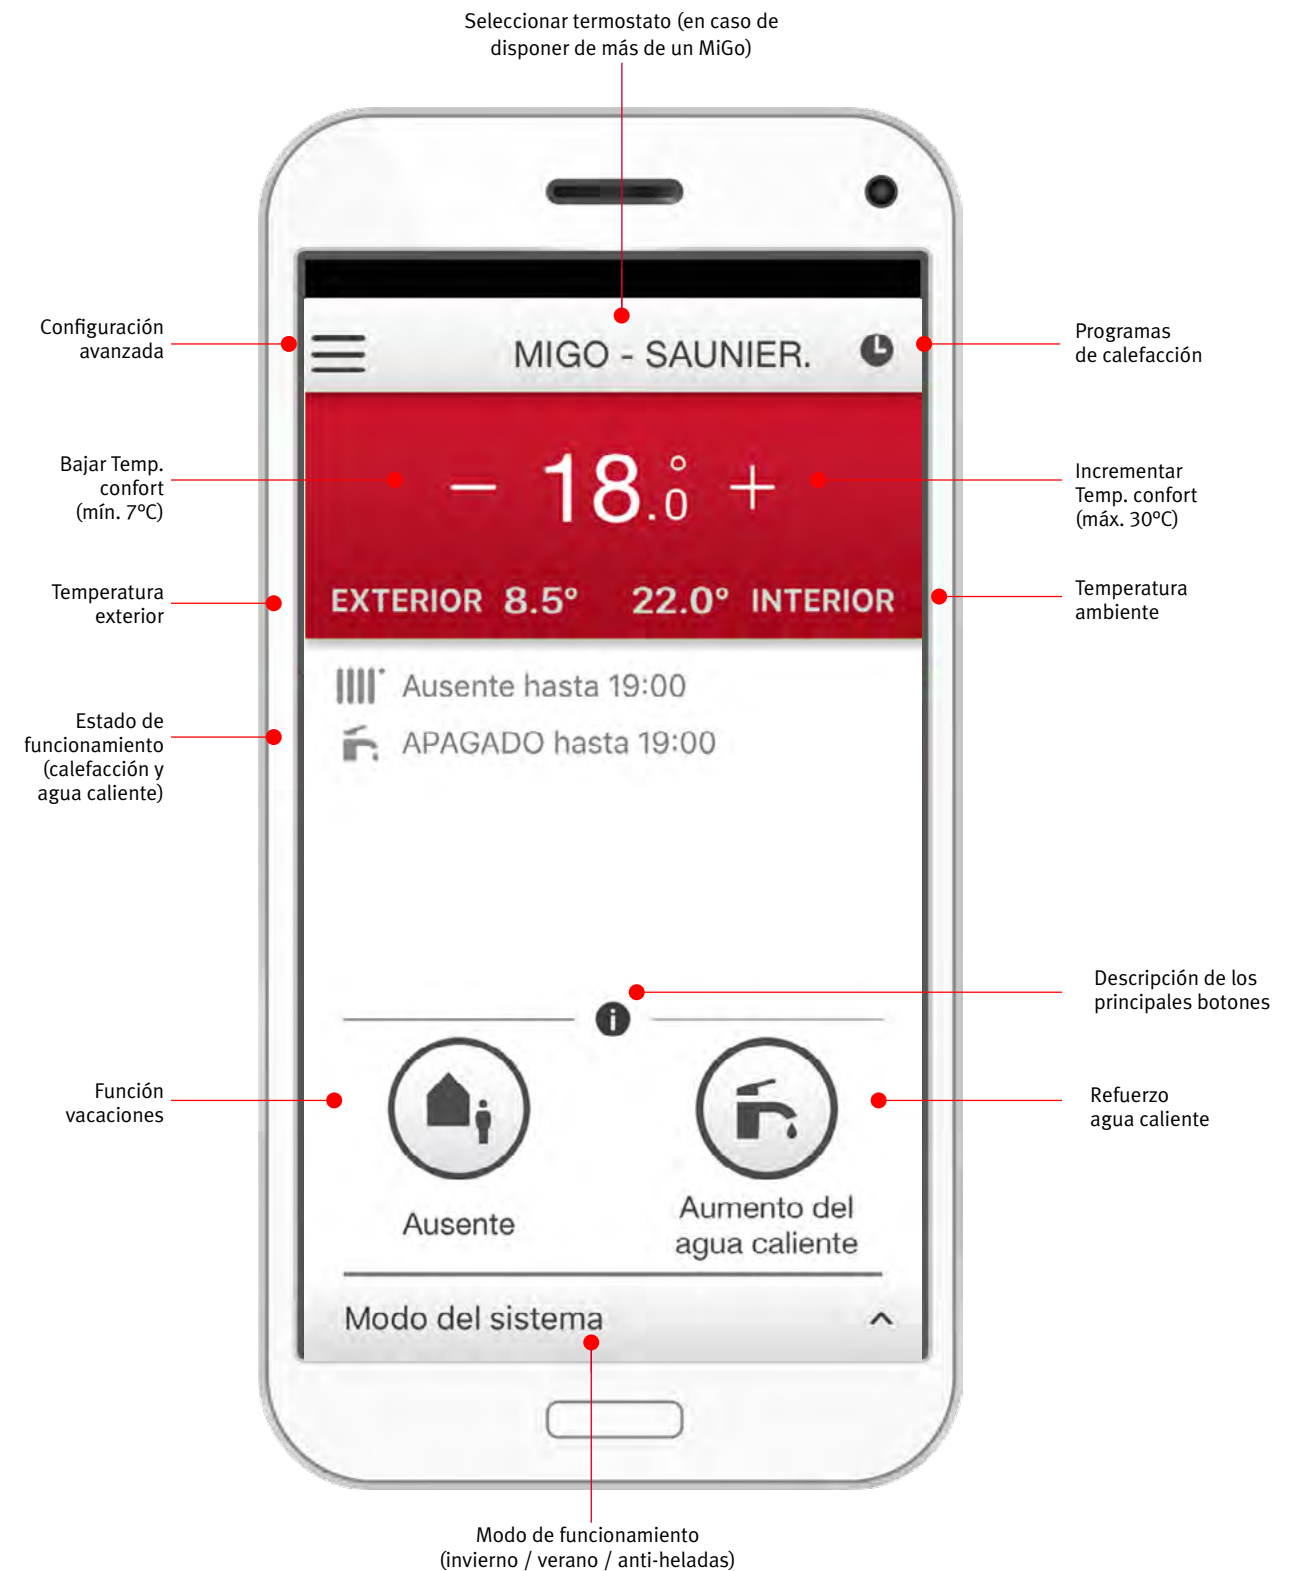 Seleccionar termostato (en caso de
disponer de más de un MiGo)
Configuración
avanzada
MIGO - SAUNIER.
Programas
de calefacción
Bajar Temp.
confort
(mín. 7°C)
− 18.0° +
Incrementar
Temp. confort
(máx. 30°C)
Temperatura
exterior
EXTERIOR 8.5° 22.0° INTERIOR
Temperatura
ambiente
Ausente hasta 19:00
APAGADO hasta 19:00
Estado de
funcionamiento
(calefacción y
agua caliente)
Descripción de los
principales botones
i
Función
vacaciones
Refuerzo
agua caliente
Ausente
Aumento del
agua caliente
Modo del sistema
Modo de funcionamiento
(invierno / verano / anti-heladas)